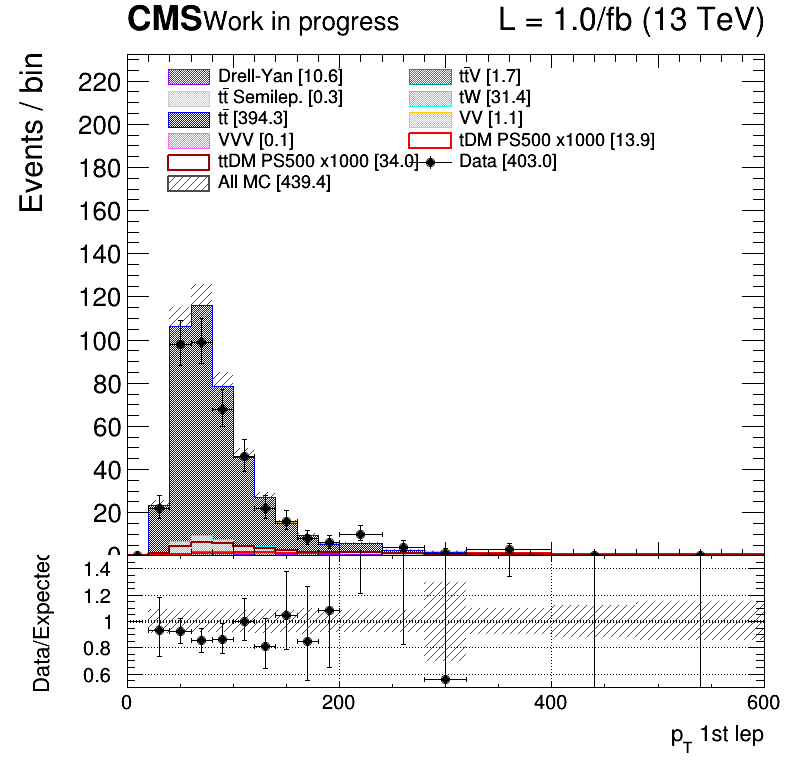 CMS Work in progress L = 1.0/fb (13 TeV)
Events / bin
Drell-Yan [10.6] tt̄V [1.7]
tt̄ Semilep. [0.3] tW [31.4]
tt̄ [394.3] VV [1.1]
VVV [0.1] tDM PS500 x1000 [13.9]
ttDM PS500 x1000 [34.0] Data [403.0]
All MC [439.4]
220
200
180
160
140
120
100
80
60
40
20
0
Data/Expected
1.4
1.2
1
0.8
0.6
0 200 400 600
p_T 1st lep